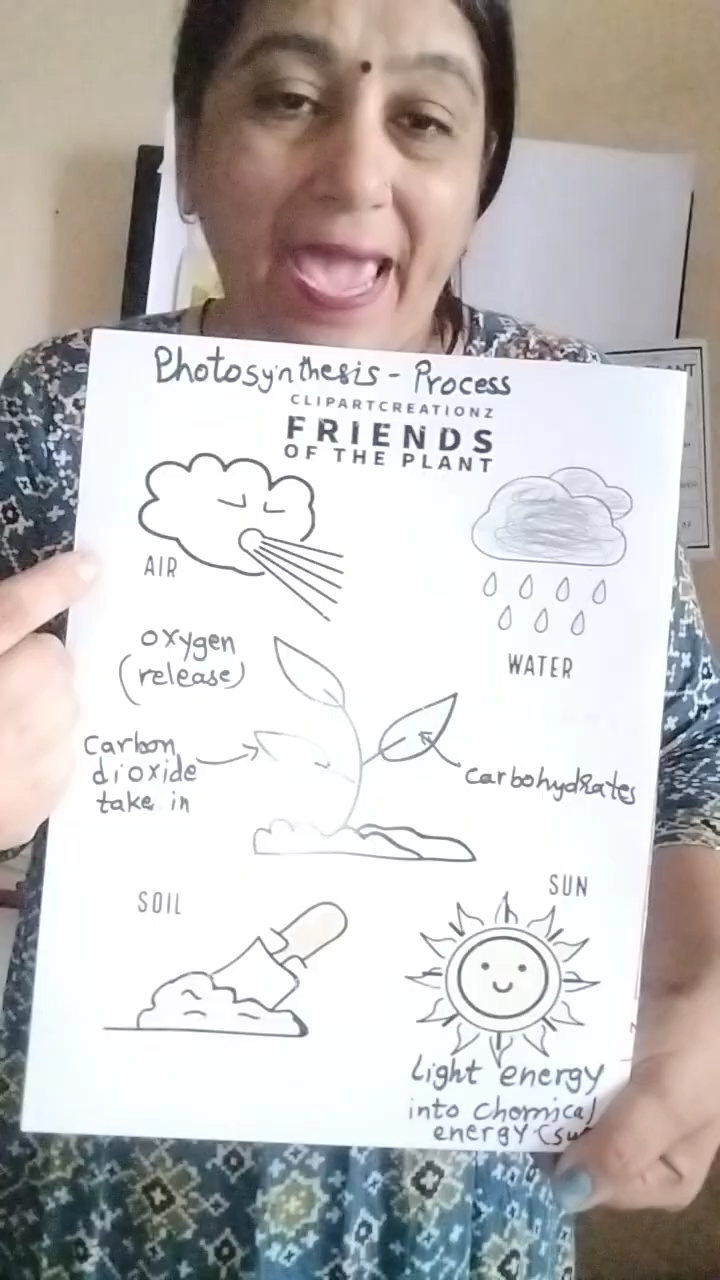 Photosynthesis - Process
CLIPARTCREATIONZ
FRIENDS
OF THE PLANT
AIR
WATER
oxygen
(release)
Carbon
dioxide
take in
carbohydrates
SOIL
SUN
Light energy
into Chemical
energy